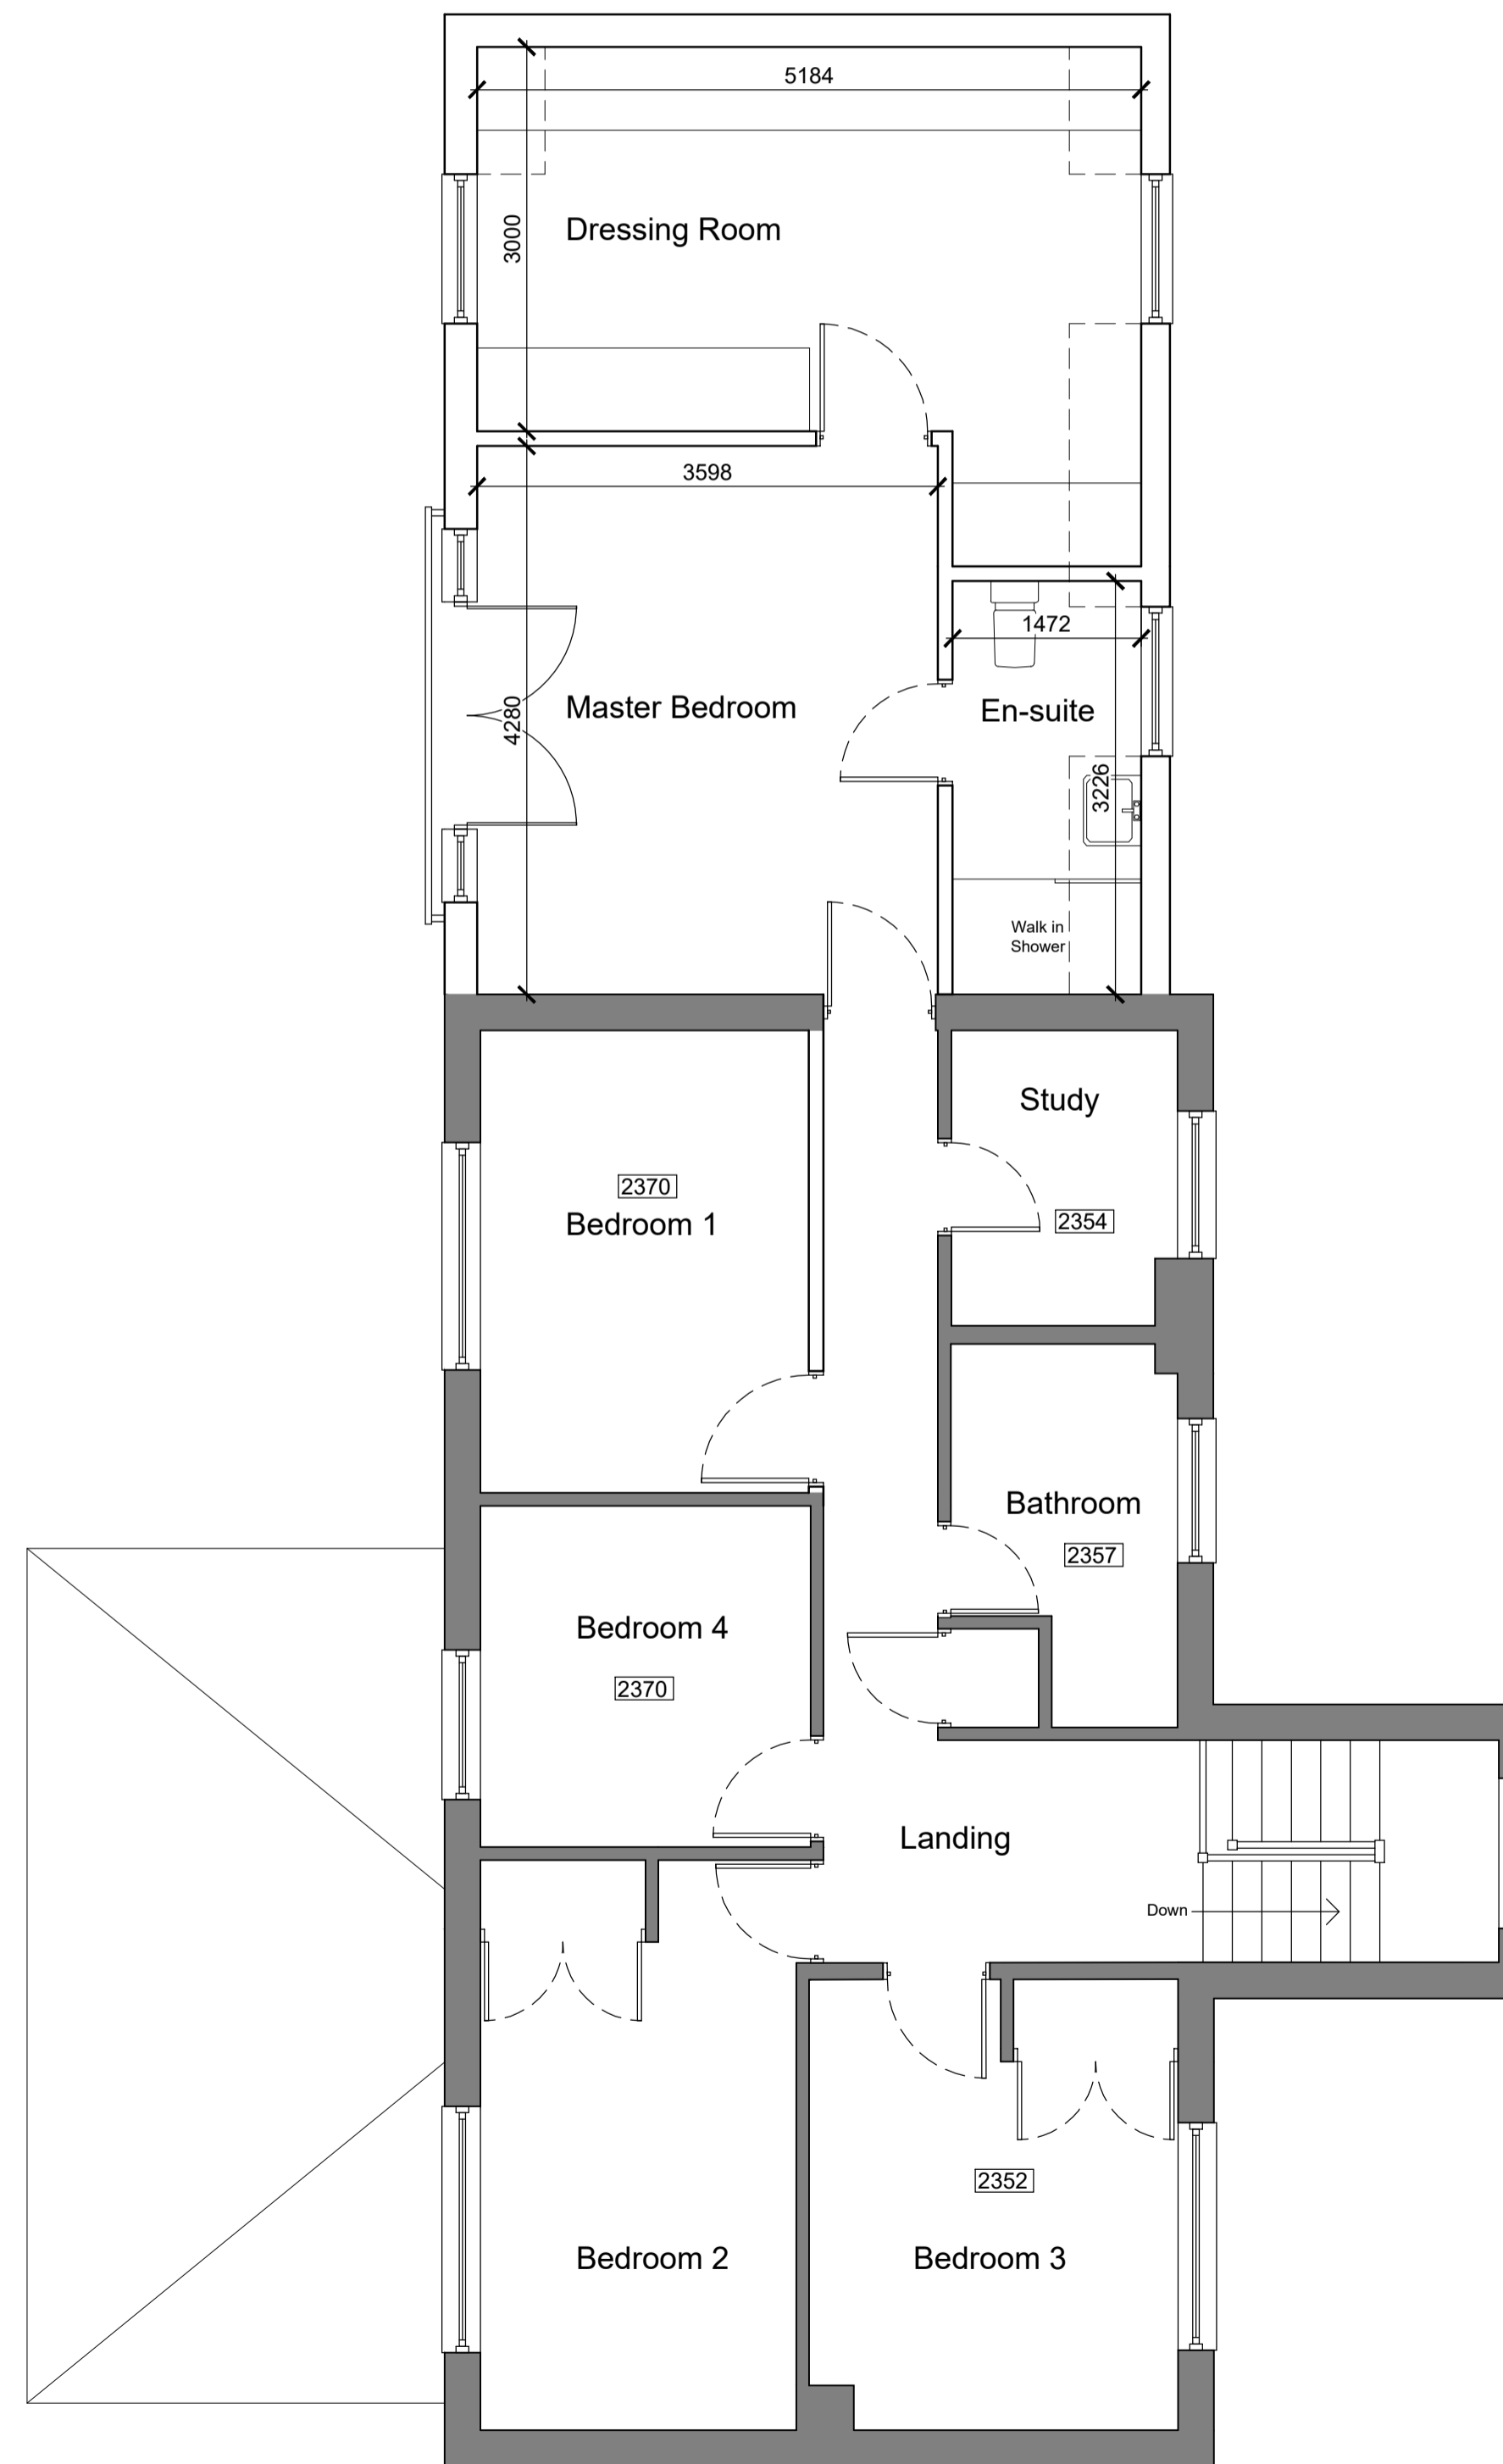 5184
3000
Dressing Room
3598
1472
4280
Master Bedroom
En-suite
3226
Walk in
Shower
Study
2370
Bedroom 1
2354
Bathroom
2357
Bedroom 4
2370
Landing
Down
2352
Bedroom 2
Bedroom 3